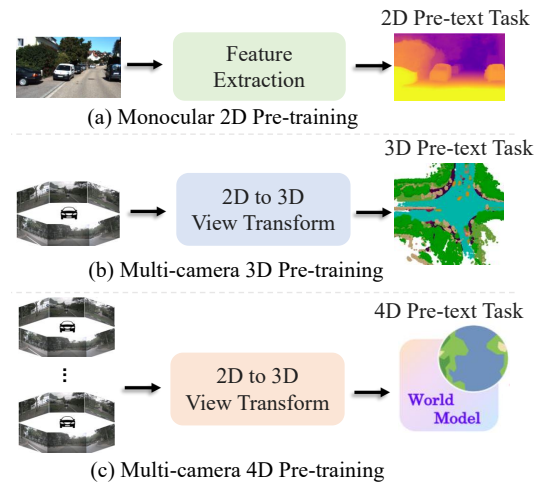 2D Pre-text Task
Feature
Extraction
(a) Monocular 2D Pre-training
3D Pre-text Task
2D to 3D
View Transform
(b) Multi-camera 3D Pre-training
4D Pre-text Task
2D to 3D
View Transform
World
Model
(c) Multi-camera 4D Pre-training